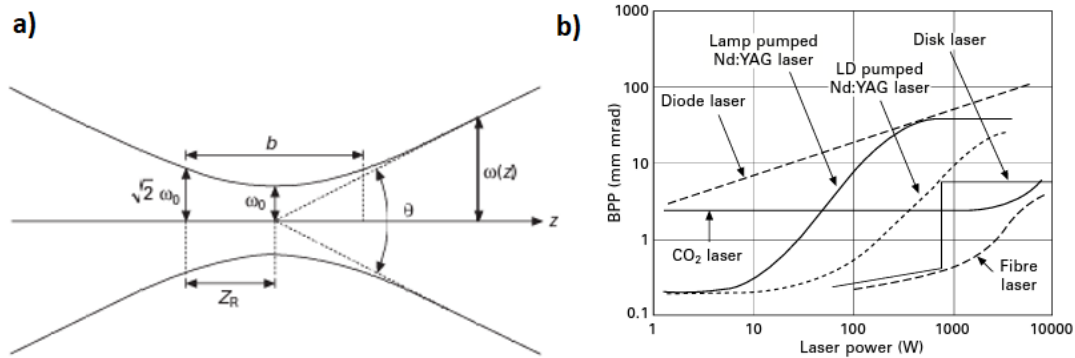 a)
b
√2 ω₀
ω₀
θ
ω(z)
z
Z_R
b)
BPP (mm mrad)
1000
100
10
1
0.1
Lamp pumped
Nd:YAG laser
Disk laser
LD pumped
Nd:YAG laser
Diode laser
CO₂ laser
Fibre
laser
1
10
100
1000
10000
Laser power (W)